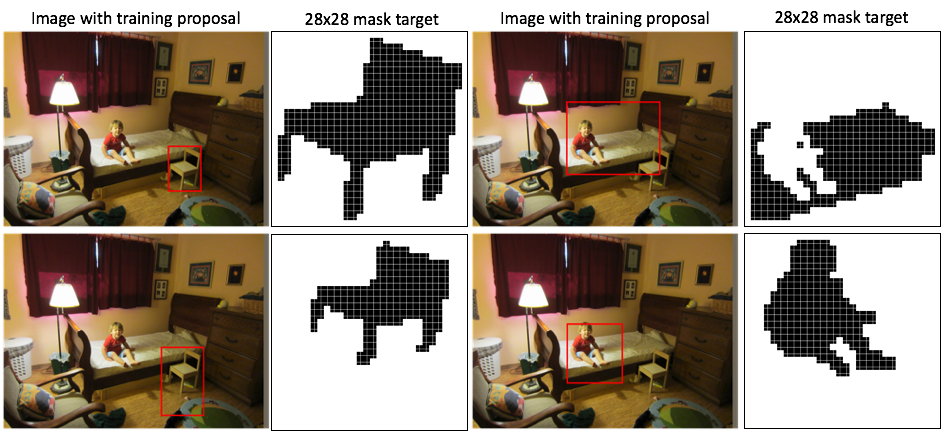 Image with training proposal
28x28 mask target
Image with training proposal
28x28 mask target